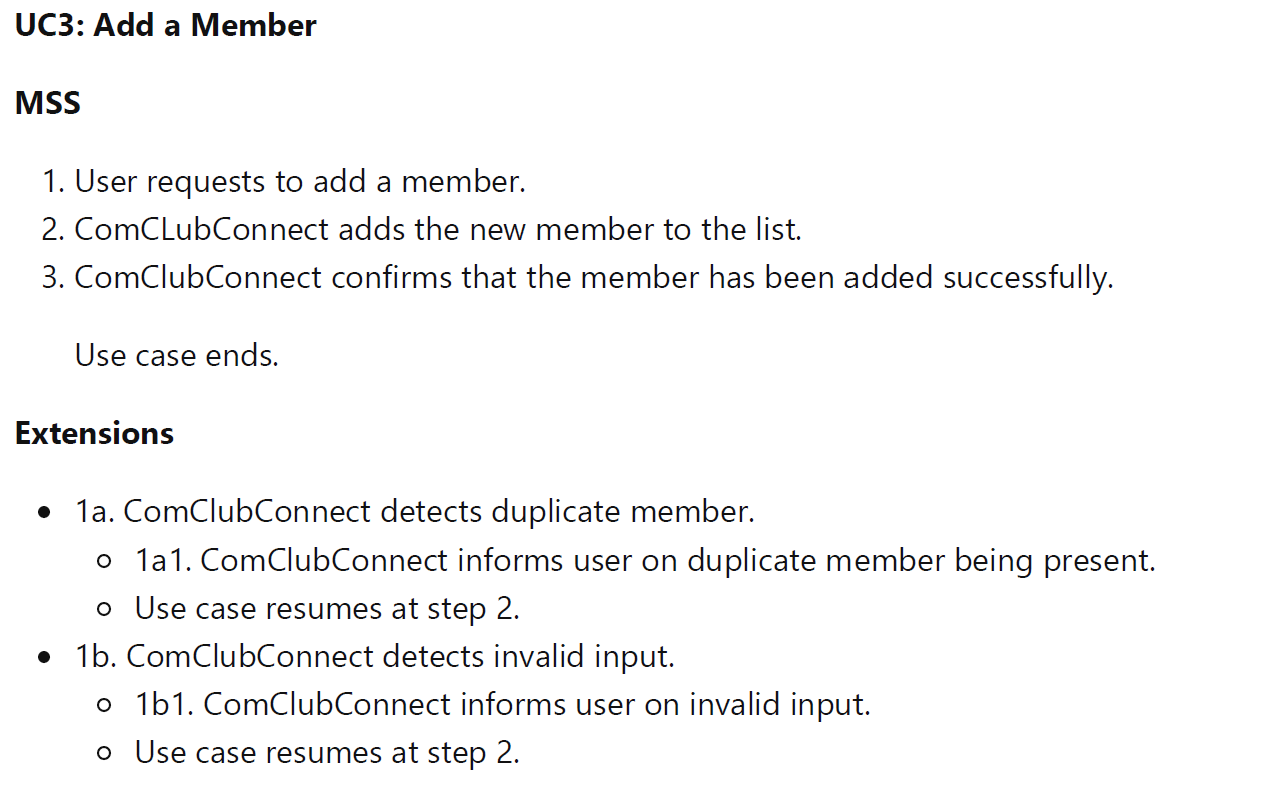 UC3: Add a Member
MSS
1. User requests to add a member.
2. ComCLubConnect adds the new member to the list.
3. ComClubConnect confirms that the member has been added successfully.
Use case ends.
Extensions
• 1a. ComClubConnect detects duplicate member.
○ 1a1. ComClubConnect informs user on duplicate member being present.
○ Use case resumes at step 2.
• 1b. ComClubConnect detects invalid input.
○ 1b1. ComClubConnect informs user on invalid input.
○ Use case resumes at step 2.